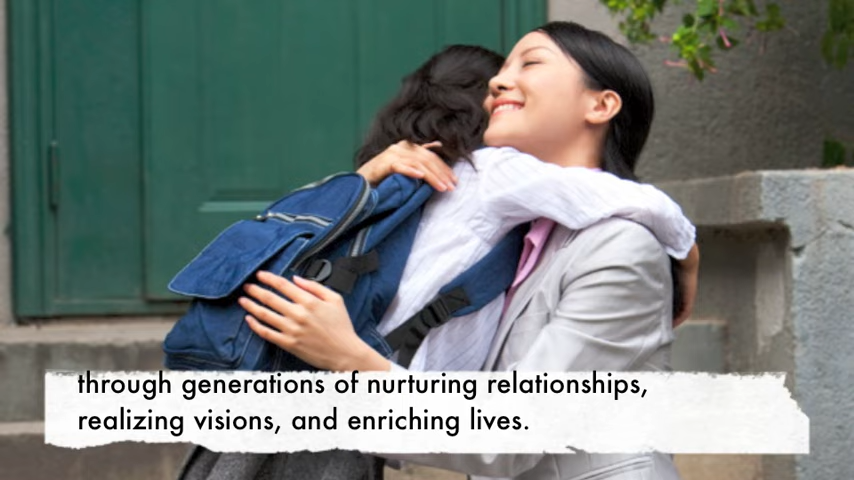 through generations of nurturing relationships,
realizing visions, and enriching lives.